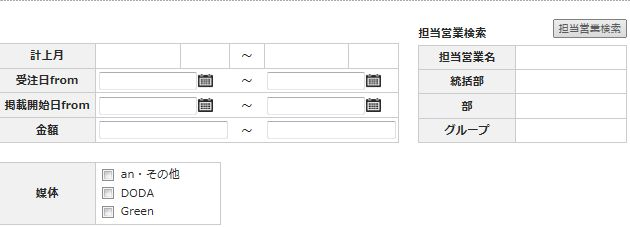 計上月 ～
受注日from ～
掲載開始日from ～
金額 ～
媒体
an・その他
DODA
Green
担当営業検索 担当営業検索
担当営業名
統括部
部
グループ